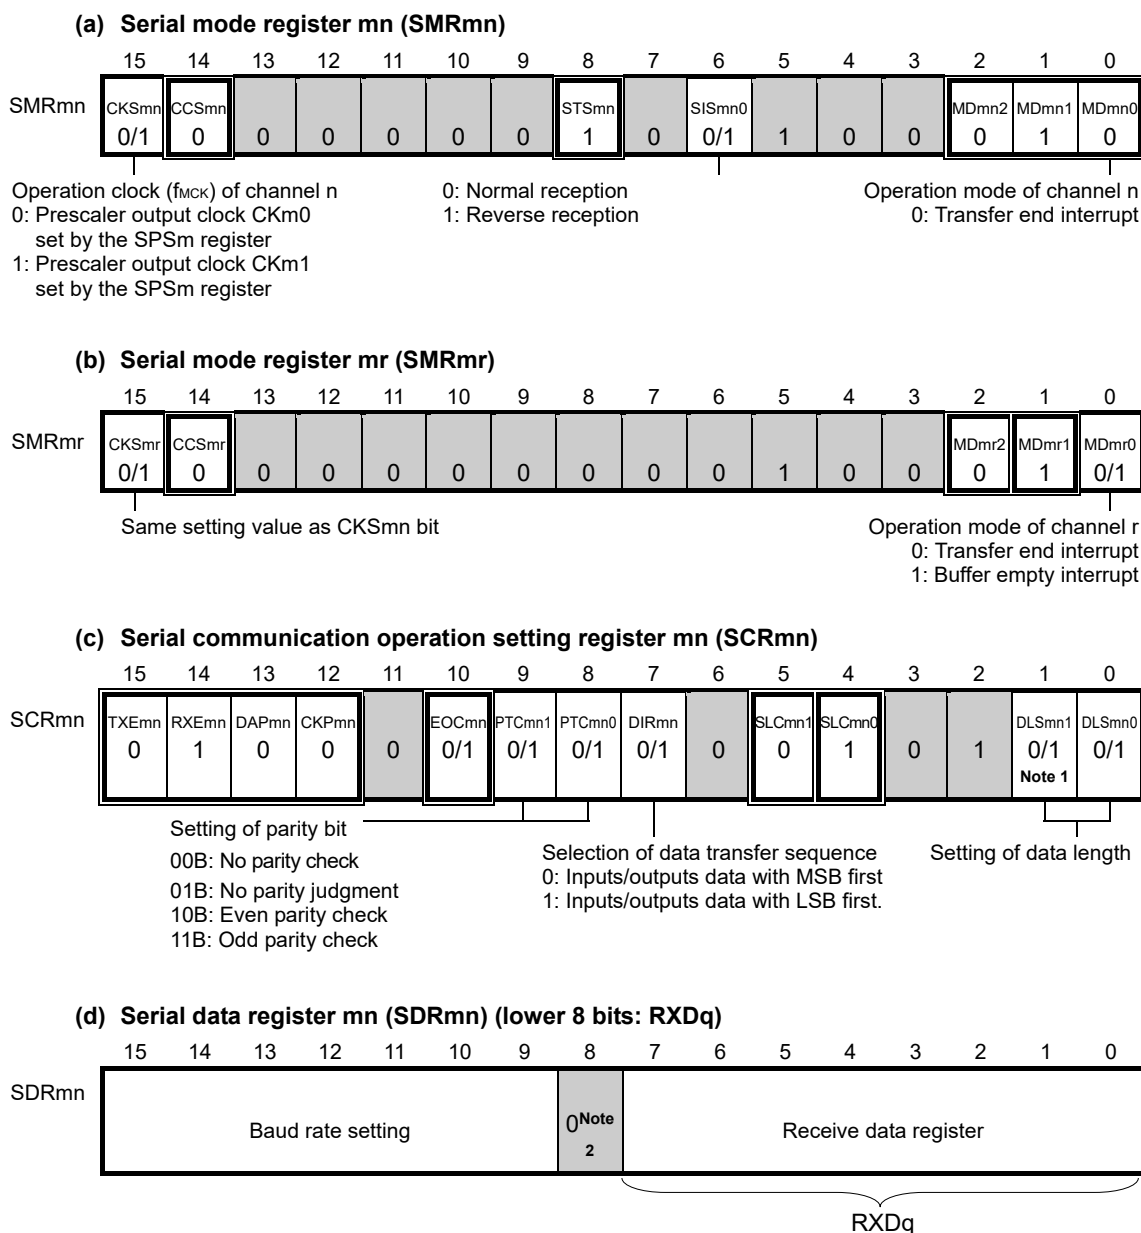 (a) Serial mode register mn (SMRmn)
15 14 13 12 11 10 9 8 7 6 5 4 3 2 1 0
SMRmn
CKSmn CCSmn STSmn SISmn0 MDmn2 MDmn1 MDmn0
0/1 0 0 0 0 0 0 1 0 0/1 1 0 0 0 1 0
Operation clock (fMCK) of channel n
0: Prescaler output clock CKm0
set by the SPSm register
1: Prescaler output clock CKm1
set by the SPSm register
0: Normal reception
1: Reverse reception
Operation mode of channel n
0: Transfer end interrupt
(b) Serial mode register mr (SMRmr)
15 14 13 12 11 10 9 8 7 6 5 4 3 2 1 0
SMRmr
CKSmr CCSmr MDmr2 MDmr1 MDmr0
0/1 0 0 0 0 0 0 0 0 0 1 0 0 0 1 0/1
Same setting value as CKSmn bit
Operation mode of channel r
0: Transfer end interrupt
1: Buffer empty interrupt
(c) Serial communication operation setting register mn (SCRmn)
15 14 13 12 11 10 9 8 7 6 5 4 3 2 1 0
SCRmn
TXEmn RXEmn DAPmn CKPmn EOCmn PTCmn1 PTCmn0 DIRmn SLCmn1 SLCmn0 DLSmn1 DLSmn0
0 1 0 0 0 0/1 0/1 0/1 0/1 0 0 1 0 1 0/1 0/1
Note 1
Setting of parity bit
00B: No parity check
01B: No parity judgment
10B: Even parity check
11B: Odd parity check
Selection of data transfer sequence
0: Inputs/outputs data with MSB first
1: Inputs/outputs data with LSB first.
Setting of data length
(d) Serial data register mn (SDRmn) (lower 8 bits: RXDq)
15 14 13 12 11 10 9 8 7 6 5 4 3 2 1 0
SDRmn
Baud rate setting
0Note
2
Receive data register
RXDq